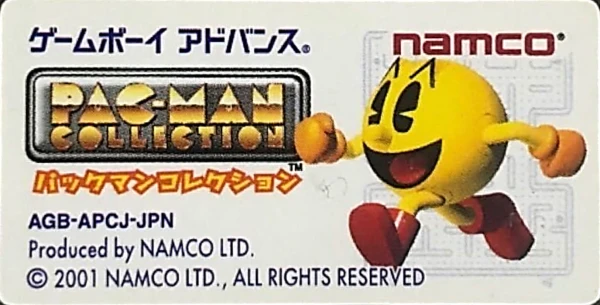 ゲームボーイ アドバンス®
namco®
PAC-MAN
COLLECTION
™
パックマンコレクション
AGB-APCJ-JPN
Produced by NAMCO LTD.
© 2001 NAMCO LTD., ALL RIGHTS RESERVED